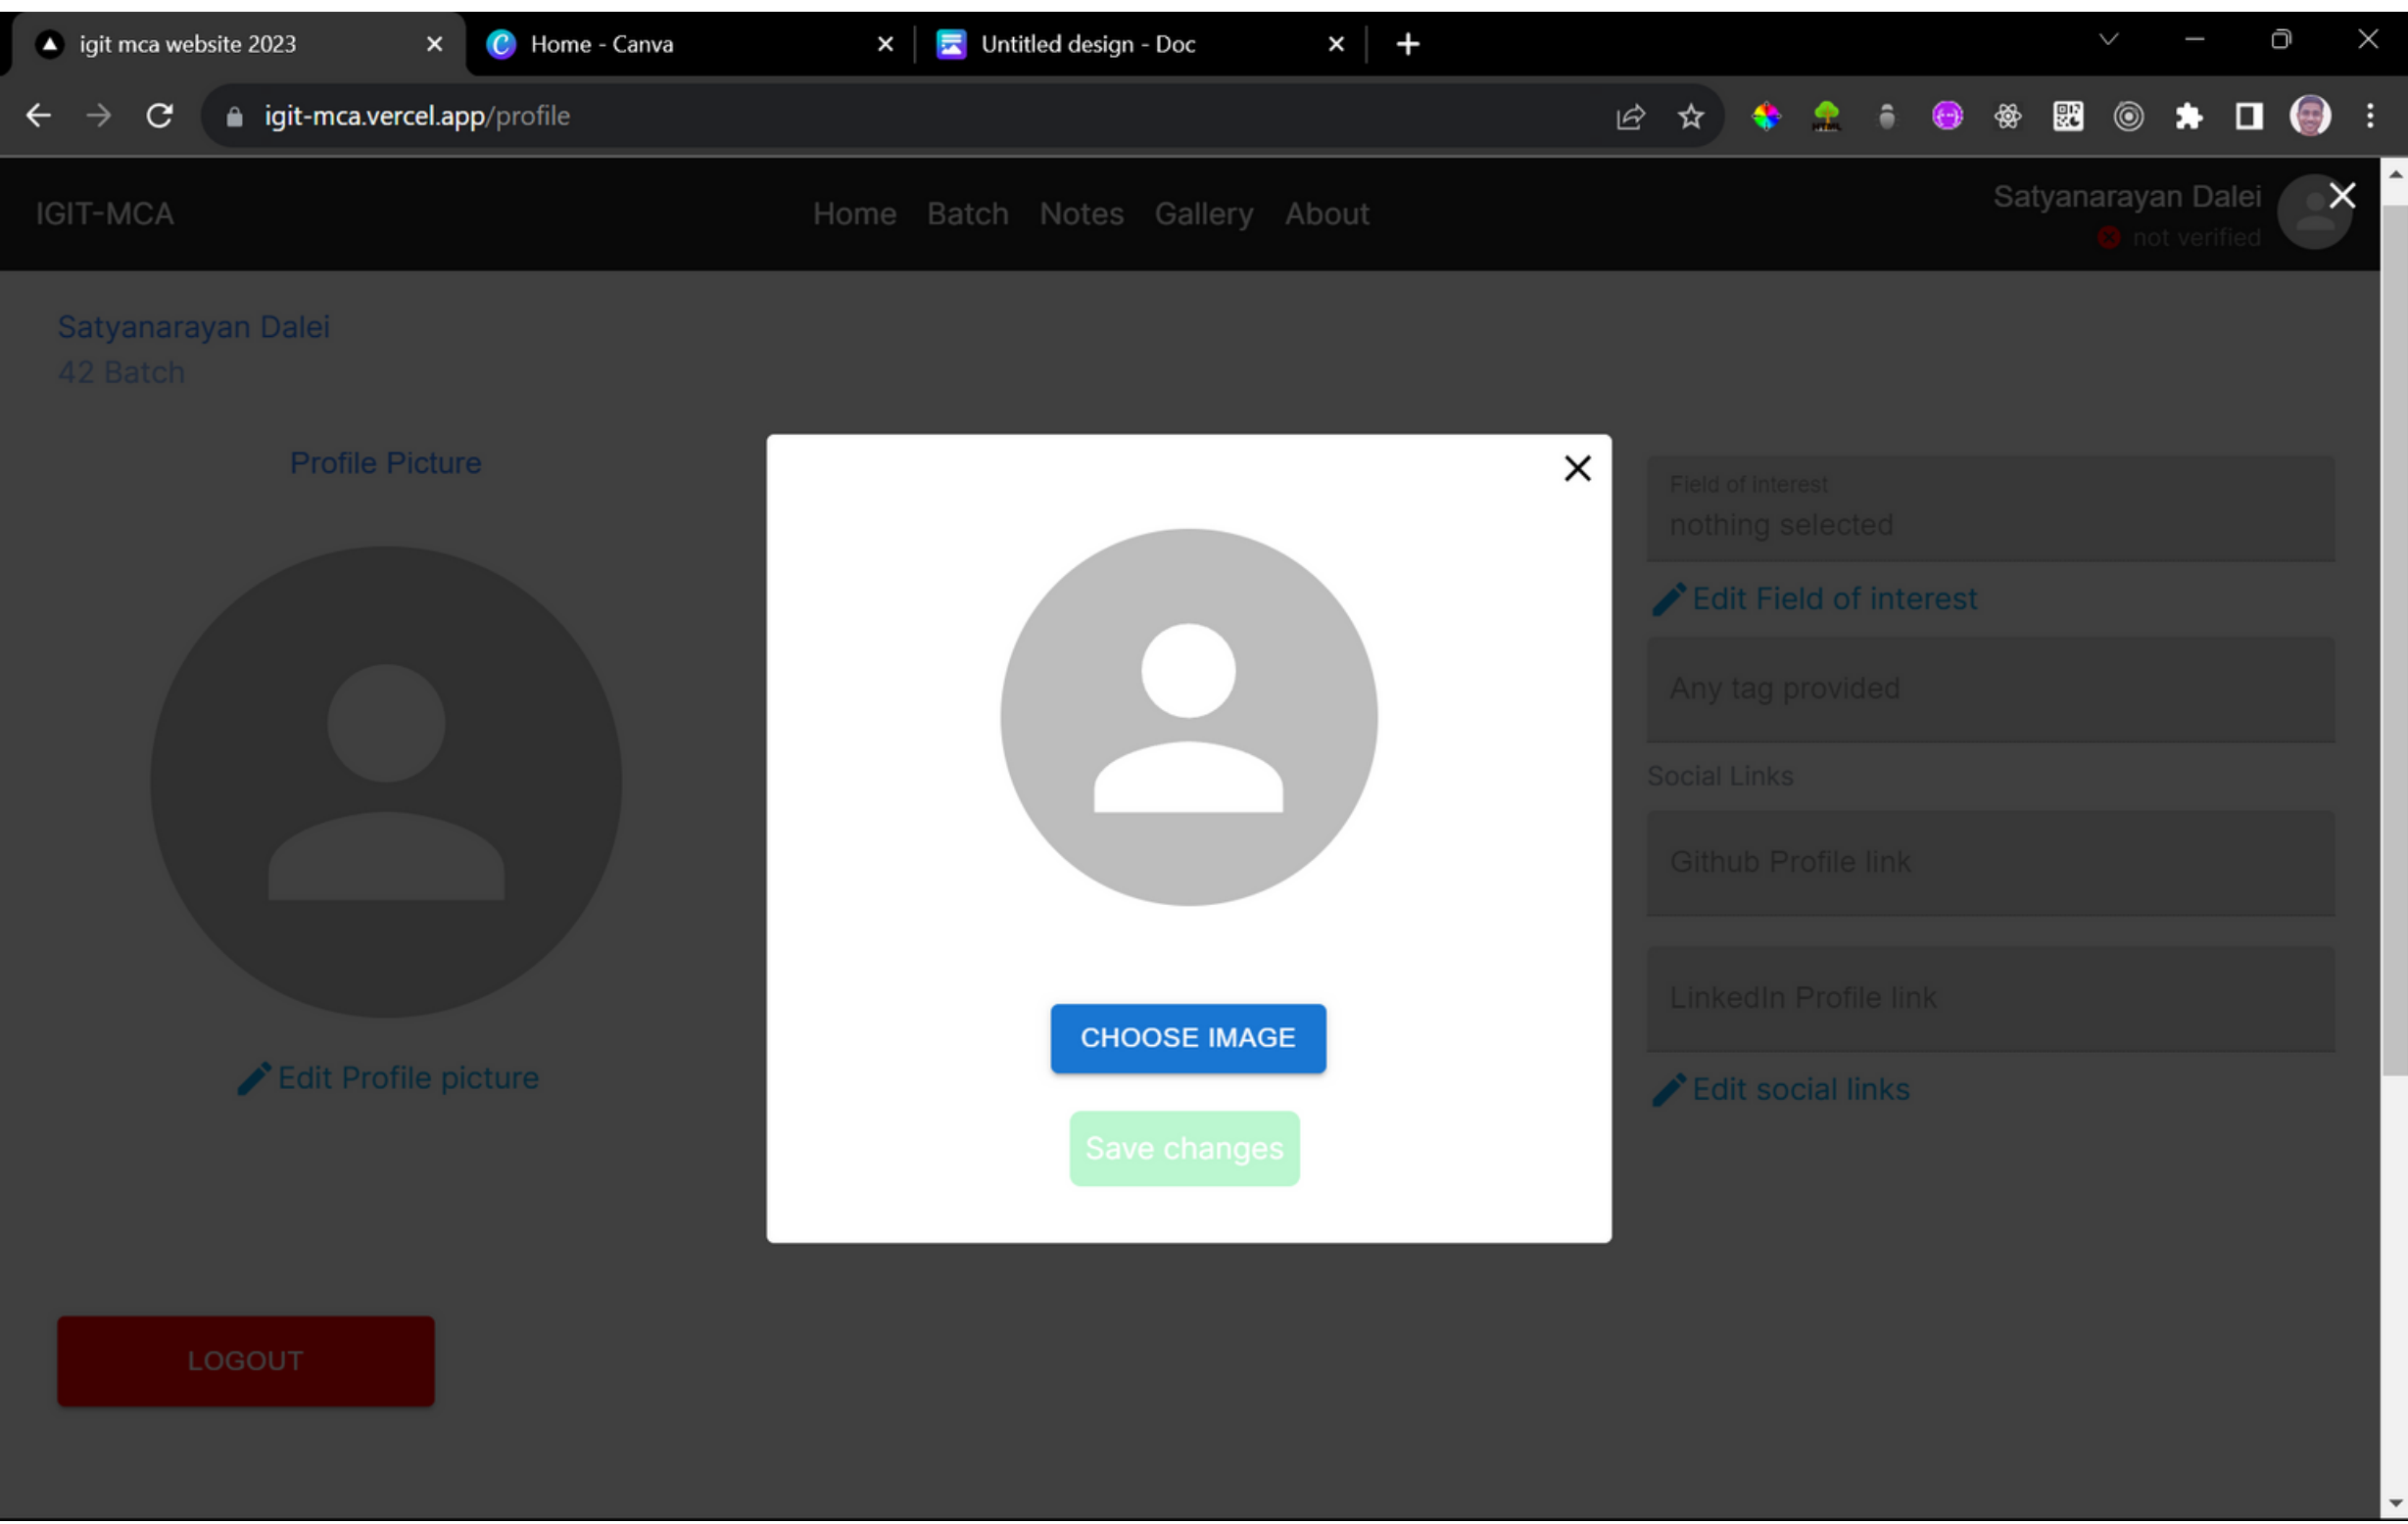 igit mca website 2023
Home - Canva
Untitled design - Doc
igit-mca.vercel.app/profile
IGIT-MCA
Home Batch Notes Gallery About
Satyanarayan Dalei
not verified
Satyanarayan Dalei
42 Batch
Profile Picture
Edit Profile picture
LOGOUT
CHOOSE IMAGE
Save changes
Field of interest
nothing selected
Edit Field of interest
Any tag provided
Social Links
Github Profile link
LinkedIn Profile link
Edit social links